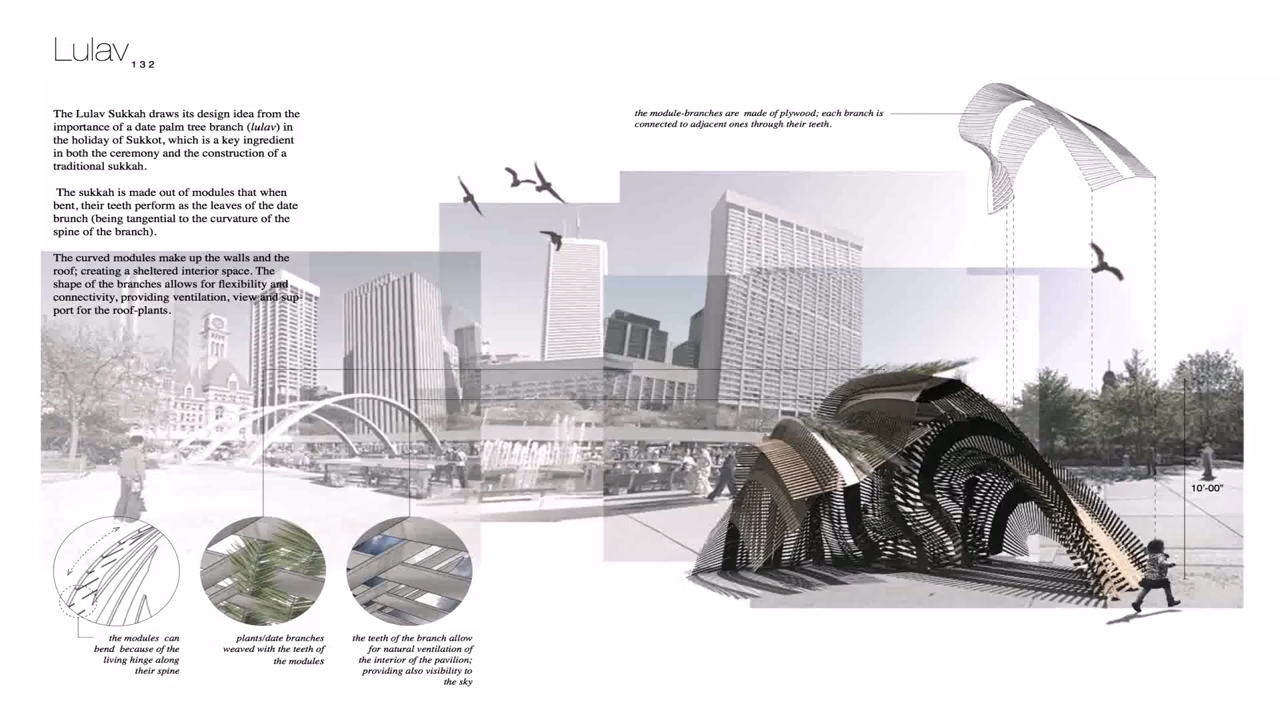 Lulav 132
The Lulav Sukkah draws its design idea from the
importance of a date palm tree branch (lulav) in
the holiday of Sukkot, which is a key ingredient
in both the ceremony and the construction of a
traditional sukkah.
The sukkah is made out of modules that when
bent, their teeth perform as the leaves of the date
brunch (being tangential to the curvature of the
spine of the branch).
The curved modules make up the walls and the
roof; creating a sheltered interior space. The
shape of the branches allows for flexibility and
connectivity, providing ventilation, view and sup-
port for the roof-plants.
the module-branches are made of plywood; each branch is
connected to adjacent ones through their teeth.
10'-00"
the modules can
bend because of the
living hinge along
their spine
plants/date branches
weaved with the teeth of
the modules
the teeth of the branch allow
for natural ventilation of
the interior of the pavilion;
providing also visibility to
the sky